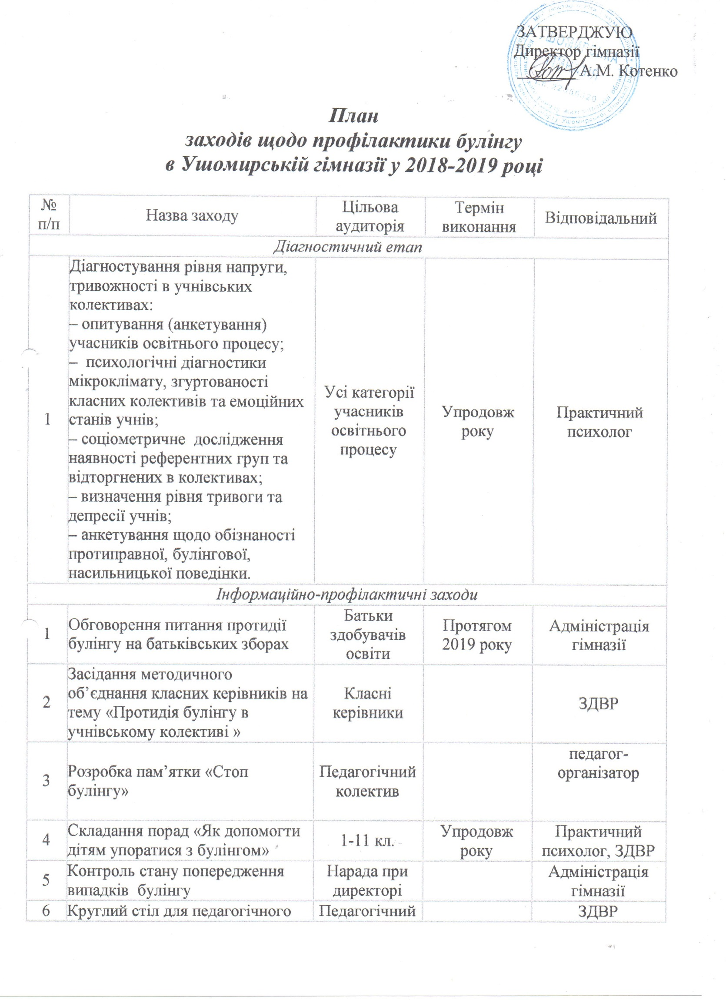 ЗАТВЕРДЖУЮ
Директор гімназії
А.М. Котенко
План
заходів щодо профілактики булінгу
в Ушомирській гімназії у 2018-2019 році
№
п/п
Назва заходу
Цільова
аудиторія
Термін
виконання
Відповідальний
Діагностичний етап
1
Діагностування рівня напруги,
тривожності в учнівських
колективах:
– опитування (анкетування)
учасників освітнього процесу;
– психологічні діагностики
мікроклімату, згуртованості
класних колективів та емоційних
станів учнів;
– соціометричне дослідження
наявності референтних груп та
відторгнених в колективах;
– визначення рівня тривоги та
депресії учнів;
– анкетування щодо обізнаності
протиправної, булінгової,
насильницької поведінки.
Усі категорії
учасників
освітнього
процесу
Упродовж
року
Практичний
психолог
Інформаційно-профілактичні заходи
1
Обговорення питання протидії
булінгу на батьківських зборах
Батьки
здобувачів
освіти
Протягом
2019 року
Адміністрація
гімназії
2
Засідання методичного
об’єднання класних керівників на
тему «Протидія булінгу в
учнівському колективі »
Класні
керівники
ЗДВР
3
Розробка пам’ятки «Стоп
булінгу»
Педагогічний
колектив
педагог-
організатор
4
Складання порад «Як допомогти
дітям упоратися з булінгом»
1-11 кл.
Упродовж
року
Практичний
психолог, ЗДВР
5
Контроль стану попередження
випадків булінгу
Нарада при
директорі
Адміністрація
гімназії
6
Круглий стіл для педагогічного
Педагогічний
ЗДВР